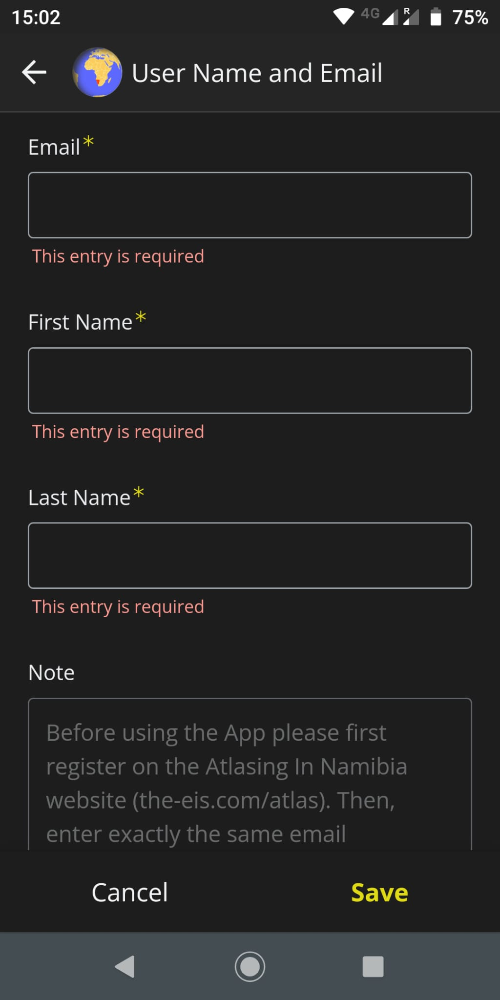 15:02
4G R 75%
User Name and Email
Email*
This entry is required
First Name*
This entry is required
Last Name*
This entry is required
Note
Before using the App please first
register on the Atlasing In Namibia
website (the-eis.com/atlas). Then,
enter exactly the same email
Cancel Save